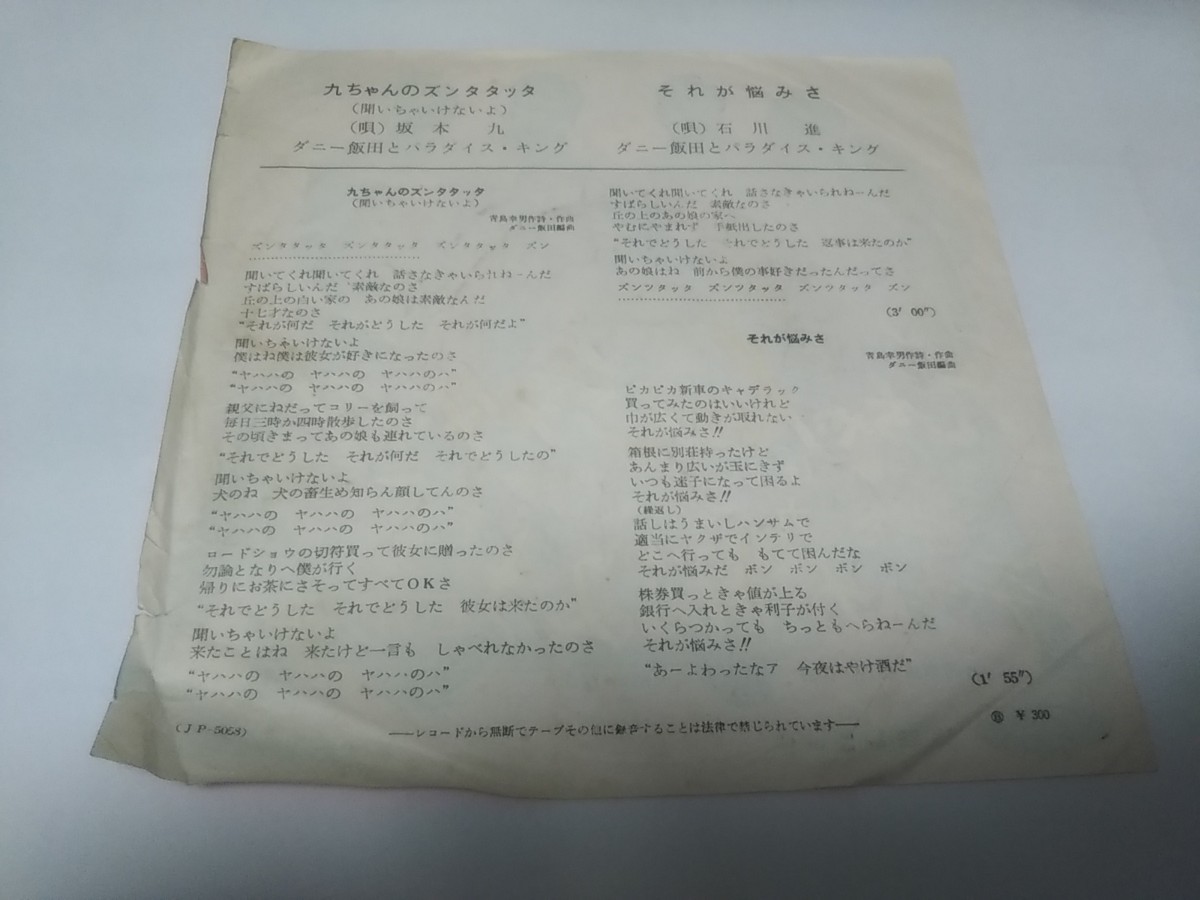 九ちゃんのズンタタッタ
(聞いちゃいけないよ)
(唄) 坂本九
ダニー飯田とパラダイス・キング
それが悩みさ
(唄) 石川進
ダニー飯田とパラダイス・キング
九ちゃんのズンタタッタ
(聞いちゃいけないよ)
青島幸男作詩・作曲
ダニー飯田編曲
ズンタタッタ ズンタタッタ ズンタタッタ ズン
聞いてくれ聞いてくれ 話さなきゃいられねーんだ
すばらしいんだ 素敵なのさ
丘の上の白い家の あの娘は素敵なんだ
十七才なのさ
“それが何だ それがどうした それが何だよ”
聞いちゃいけないよ
僕はね僕は彼女が好きになったのさ
“ヤハハの ヤハハの ヤハハのハ”
“ヤハハの ヤハハの ヤハハのハ”
親父にねだってコリーを飼って
毎日三時か四時散歩したのさ
その頃きまってあの娘も連れているのさ
“それでどうした それが何だ それでどうしたの”
聞いちゃいけないよ
犬のね 犬の畜生め知らん顔してんのさ
“ヤハハの ヤハハの ヤハハのハ”
“ヤハハの ヤハハの ヤハハのハ”
ロードショウの切符買って彼女に贈ったのさ
勿論となりへ僕が行く
帰りにお茶にさそってすべてOKさ
“それでどうした それでどうした 彼女は来たのか”
聞いちゃいけないよ
来たことはね 来たけど一言も しゃべれなかったのさ
“ヤハハの ヤハハの ヤハハのハ”
“ヤハハの ヤハハの ヤハハのハ”
聞いてくれ聞いてくれ 話さなきゃいられねーんだ
すばらしいんだ 素敵なのさ
丘の上のあの娘の家へ
やむにやまれず 手紙出したのさ
“それでどうした それでどうした 返事は来たのか”
聞いちゃいけないよ
あの娘はね 前から僕の事好きだったんだってさ
ズンツタッタ ズンツタッタ ズンツタッタ ズン
(3′ 00″)
それが悩みさ
青島幸男作詩・作曲
ダニー飯田編曲
ピカピカ新車のキャデラック
買ってみたのはいいけれど
巾が広くて動きが取れない
それが悩みさ!!
箱根に別荘持ったけど
あんまり広いが玉にきず
いつも迷子になって困るよ
それが悩みさ!!
(繰返し)
話しはうまいしハンサムで
適当にヤクザでインテリで
どこへ行っても もてて困んだな
それが悩みだ ボン ボン ボン ボン
株券買っときゃ値が上る
銀行へ入れときゃ利子が付く
いくらつかっても ちっともへらねーんだ
それが悩みさ!!
“あーよわったなア 今夜はやけ酒だ”
(1′ 55″)
(JP-5068)
——レコードから無断でテープその他に録音することは法律で禁じられています——
Ⓡ ¥ 300